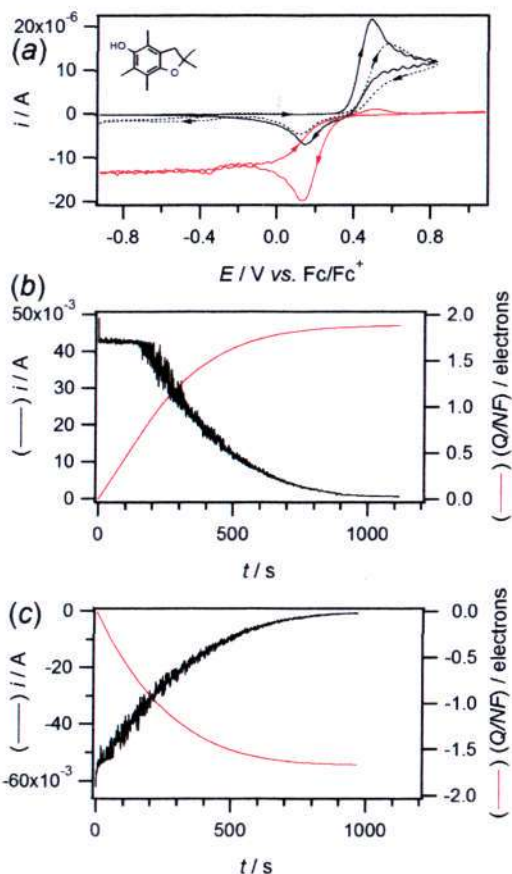 (a)
HO
O
20x10⁻⁶
10
0
-10
-20
i / A
-0.8
-0.4
0.0
0.4
0.8
E / V vs. Fc/Fc⁺
(b)
50x10⁻³
40
30
20
10
0
(——) i / A
2.0
1.5
1.0
0.5
0.0
(——) (Q/NF) / electrons
0
500
1000
t / s
(c)
0
-20
-40
-60x10⁻³
(——) i / A
0.0
-0.5
-1.0
-1.5
-2.0
(——) (Q/NF) / electrons
0
500
1000
t / s